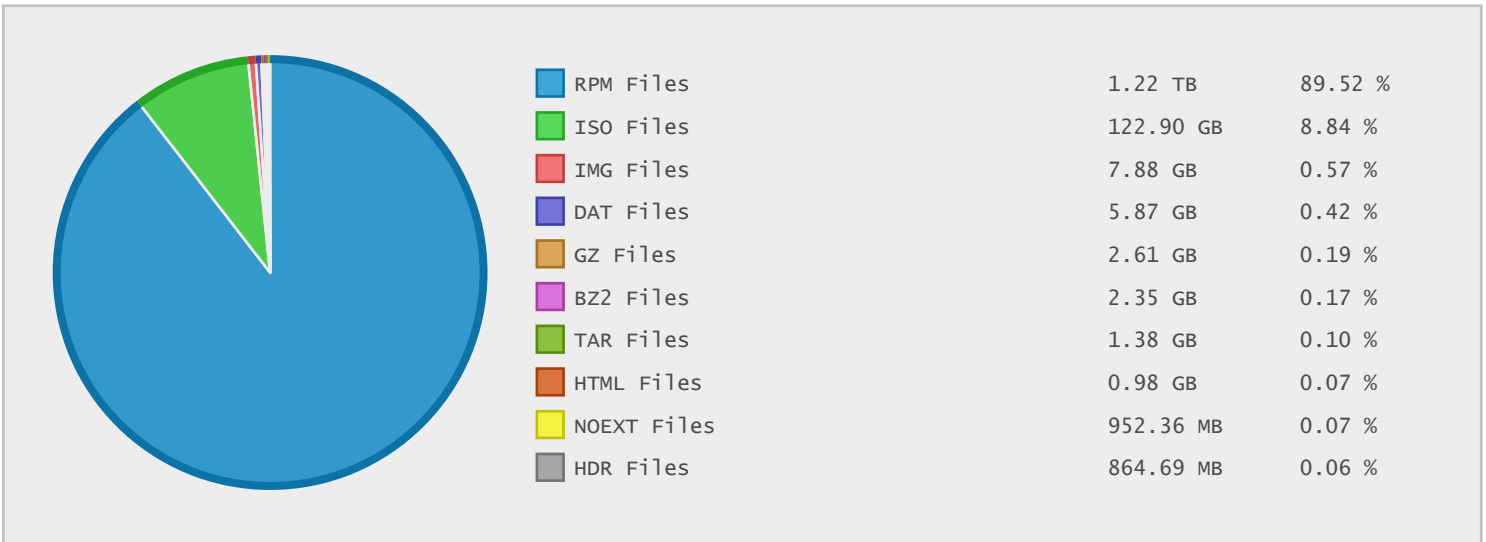 RPM Files 1.22 TB 89.52 %
ISO Files 122.90 GB 8.84 %
IMG Files 7.88 GB 0.57 %
DAT Files 5.87 GB 0.42 %
GZ Files 2.61 GB 0.19 %
BZ2 Files 2.35 GB 0.17 %
TAR Files 1.38 GB 0.10 %
HTML Files 0.98 GB 0.07 %
NOEXT Files 952.36 MB 0.07 %
HDR Files 864.69 MB 0.06 %